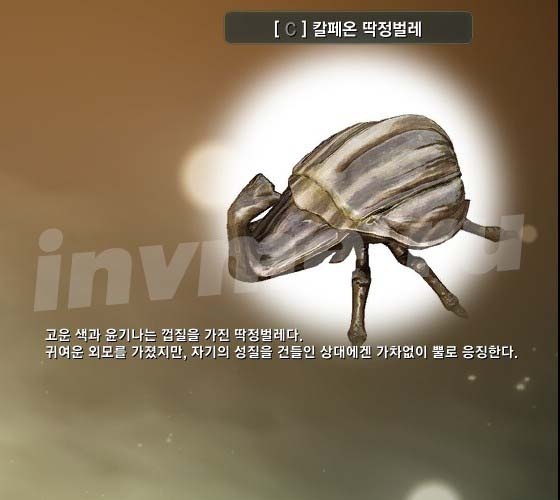 [ C ] 칼페온 딱정벌레
고운 색과 윤기나는 껍질을 가진 딱정벌레다.
귀여운 외모를 가졌지만, 자기의 성질을 건들인 상대에겐 가차없이 뿔로 응징한다.